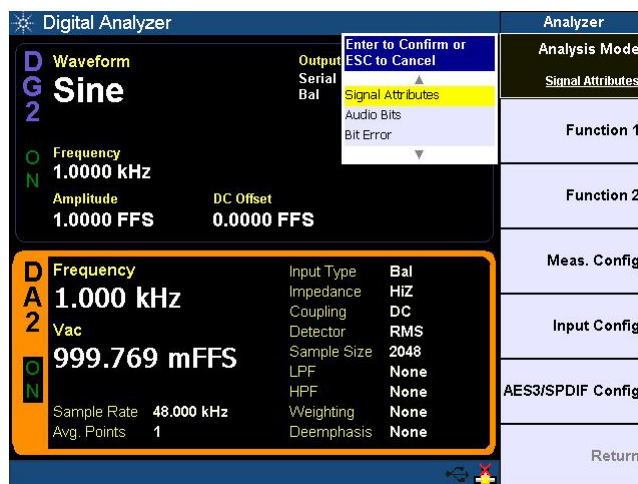 Digital Analyzer
Analyzer
DG2
ON
Waveform
Sine
Output
Serial
Bal
Frequency
1.0000 kHz
Amplitude
1.0000 FFS
DC Offset
0.0000 FFS
Enter to Confirm or
ESC to Cancel
Signal Attributes
Audio Bits
Bit Error
DA2
ON
Frequency
1.000 kHz
Vac
999.769 mFFS
Sample Rate 48.000 kHz
Avg. Points 1
Input Type Bal
Impedance HiZ
Coupling DC
Detector RMS
Sample Size 2048
LPF None
HPF None
Weighting None
Deemphasis None
Analysis Mode
Signal Attributes
Function 1
Function 2
Meas. Config
Input Config
AES3/SPDIF Config
Return